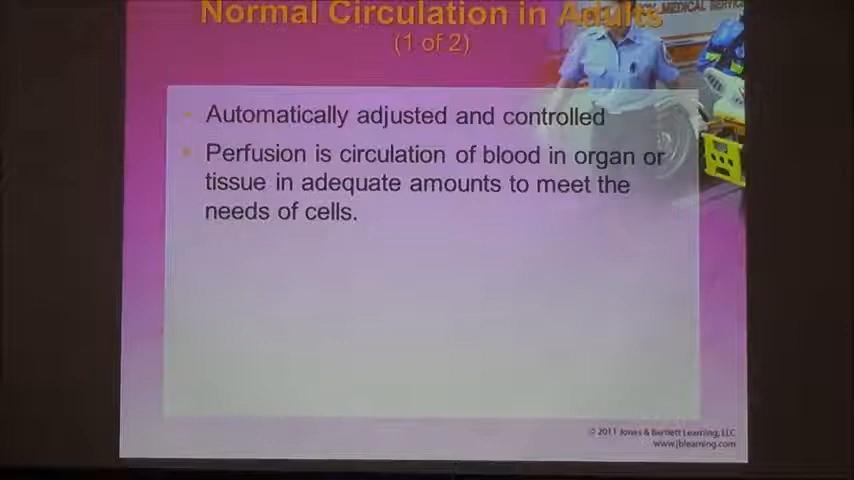 Normal Circulation in Adults
(1 of 2)
Automatically adjusted and controlled
Perfusion is circulation of blood in organ or
tissue in adequate amounts to meet the
needs of cells.
MEDICAL
© 2011 Jones & Bartlett Learning, LLC
www.jblearning.com